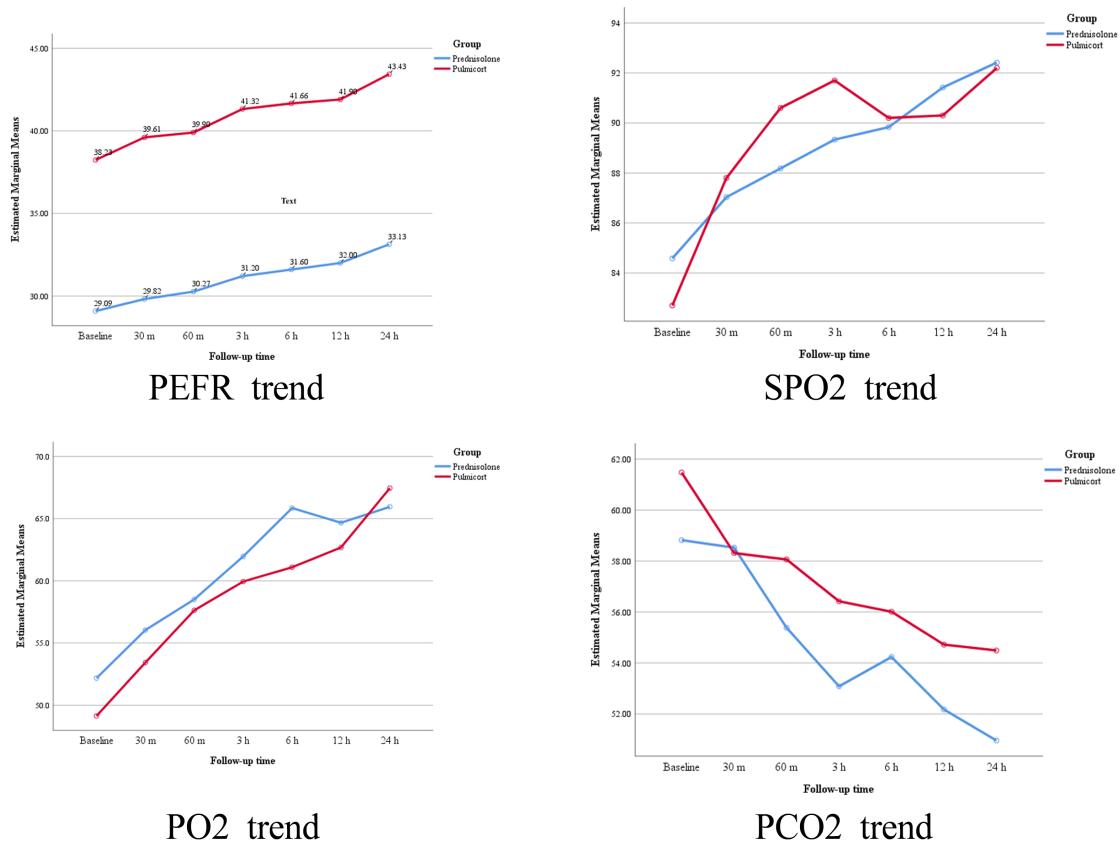 Group
Prednisolone
Pulmicort
45.00
40.00
35.00
30.00
Estimated Marginal Means
38.23
39.61
39.90
41.32
41.66
41.90
43.43
Text
29.09
29.82
30.27
31.20
31.60
32.00
33.13
Baseline 30 m 60 m 3 h 6 h 12 h 24 h
Follow-up time
PEFR trend
Group
Prednisolone
Pulmicort
94
92
90
88
86
84
Estimated Marginal Means
Baseline 30 m 60 m 3 h 6 h 12 h 24 h
Follow-up time
SPO2 trend
Group
Prednisolone
Pulmicort
70.0
65.0
60.0
55.0
50.0
Estimated Marginal Means
Baseline 30 m 60 m 3 h 6 h 12 h 24 h
Follow-up time
PO2 trend
Group
Prednisolone
Pulmicort
62.00
60.00
58.00
56.00
54.00
52.00
Estimated Marginal Means
Baseline 30 m 60 m 3 h 6 h 12 h 24 h
Follow-up time
PCO2 trend